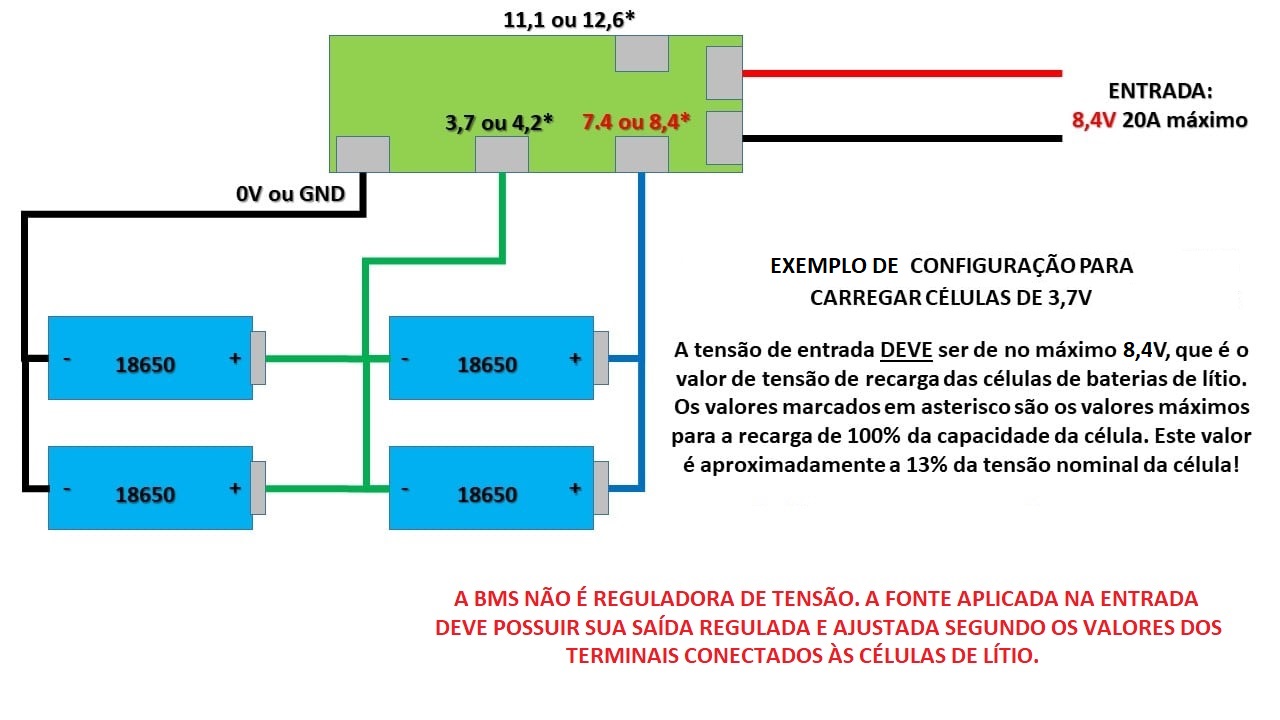 11,1 ou 12,6*
3,7 ou 4,2*
7.4 ou 8,4*
ENTRADA:
8,4V 20A máximo
0V ou GND
EXEMPLO DE CONFIGURAÇÃO PARA
CARREGAR CÉLULAS DE 3,7V
- 18650 +
- 18650 +
A tensão de entrada DEVE ser de no máximo 8,4V, que é o
valor de tensão de recarga das células de baterias de lítio.
Os valores marcados em asterisco são os valores máximos
para a recarga de 100% da capacidade da célula. Este valor
é aproximadamente a 13% da tensão nominal da célula!
- 18650 +
- 18650 +
A BMS NÃO É REGULADORA DE TENSÃO. A FONTE APLICADA NA ENTRADA
DEVE POSSUIR SUA SAÍDA REGULADA E AJUSTADA SEGUNDO OS VALORES DOS
TERMINAIS CONECTADOS ÀS CÉLULAS DE LÍTIO.